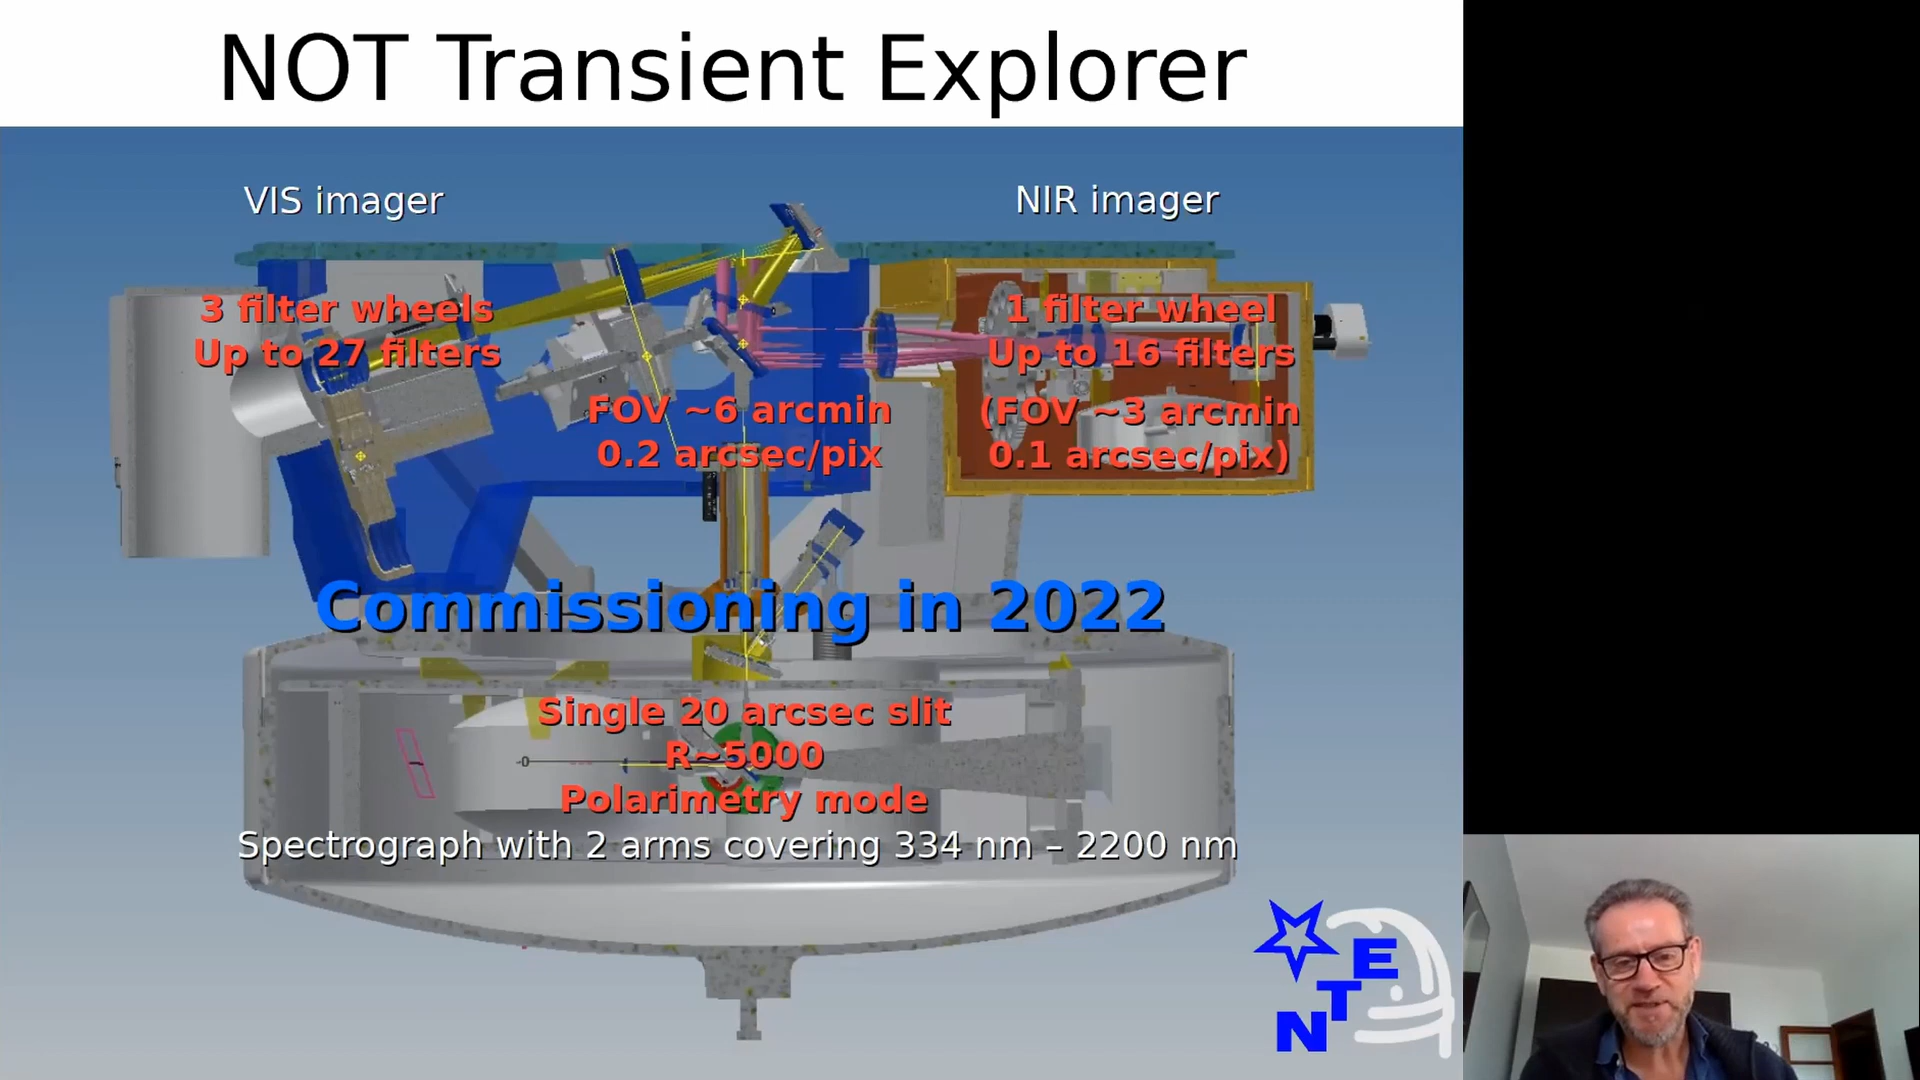 NOT Transient Explorer
VIS imager
NIR imager
3 filter wheels
Up to 27 filters
1 filter wheel
Up to 16 filters
FOV ~6 arcmin
0.2 arcsec/pix
(FOV ~3 arcmin
0.1 arcsec/pix)
Commissioning in 2022
Single 20 arcsec slit
R~5000
Polarimetry mode
Spectrograph with 2 arms covering 334 nm – 2200 nm
N
T
E